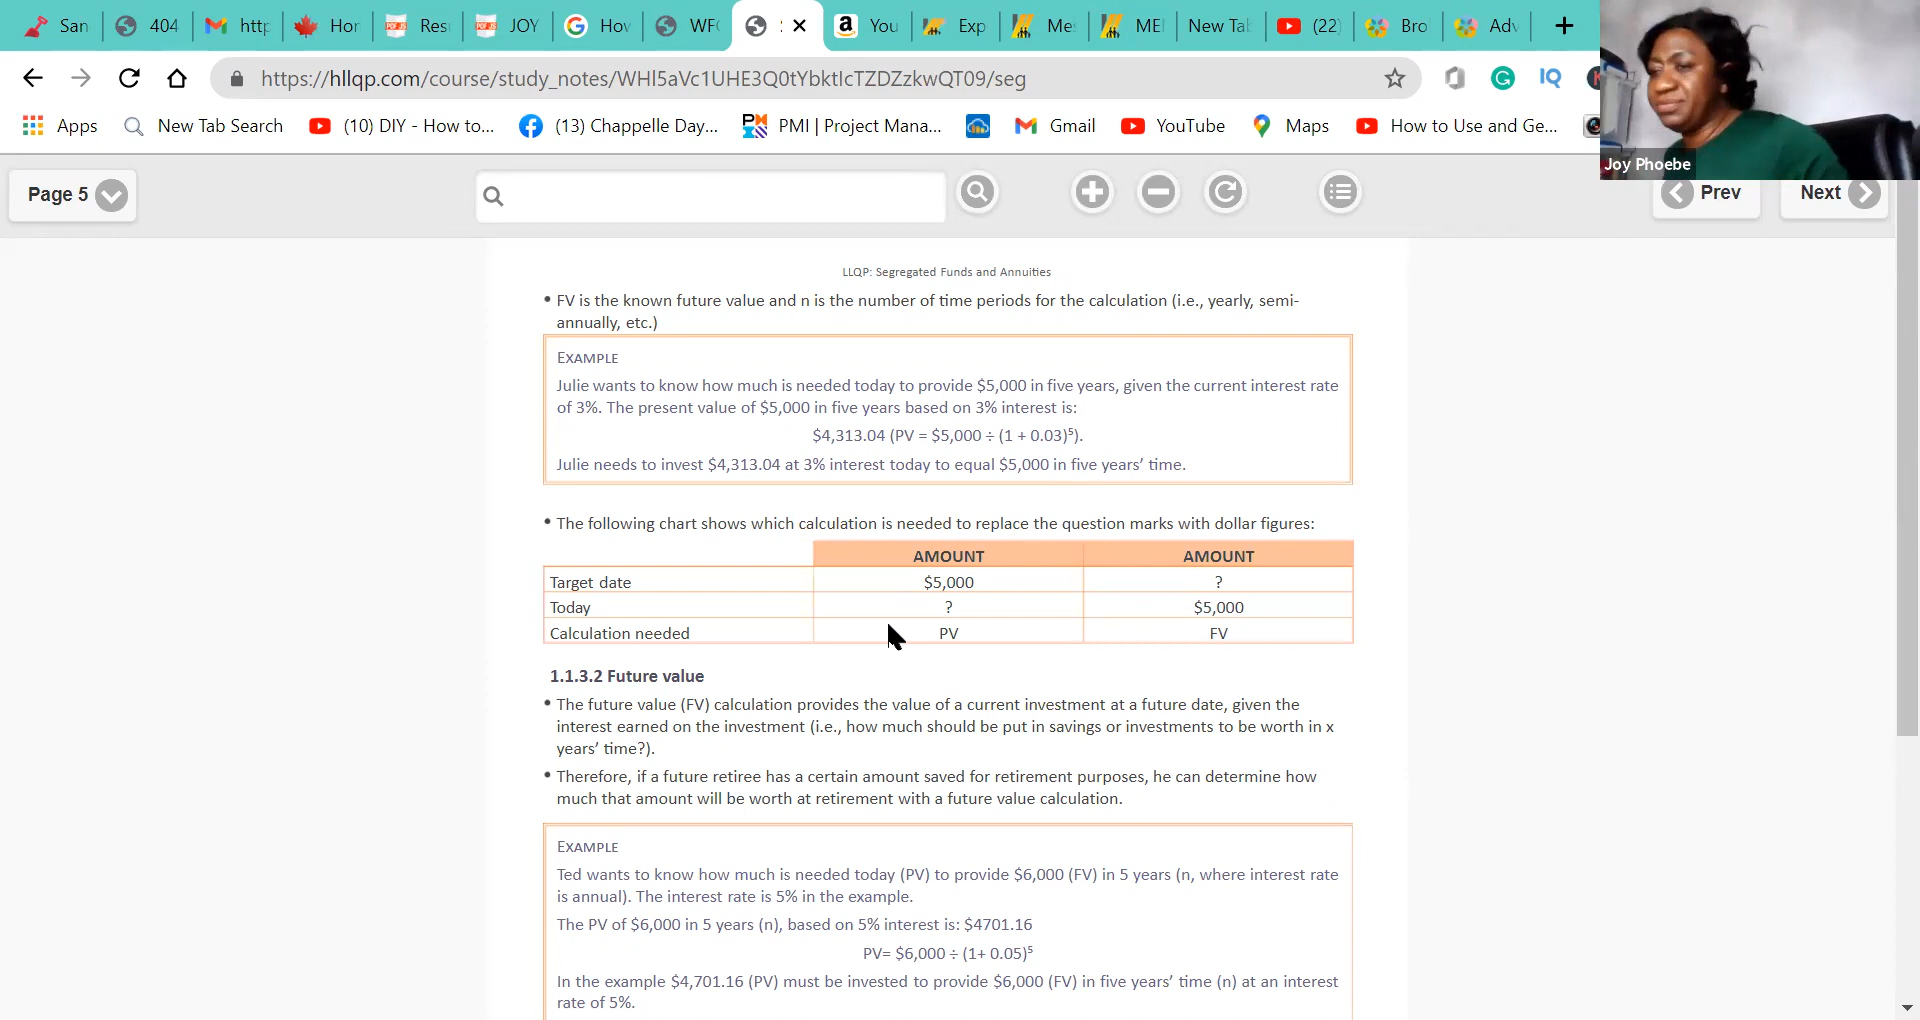 San
404
http
Hor
Res
JOY
Hov
WFC
You
Exp
Me
MEI
New Tab
(22)
Bro
Adv
https://hllqp.com/course/study_notes/WHl5aVc1UHE3Q0tYbktIcTZDZzkwQT09/seg
Apps
New Tab Search
(10) DIY - How to...
(13) Chappelle Day...
PMI | Project Mana...
Gmail
YouTube
Maps
How to Use and Ge...
Joy Phoebe
Page 5
Prev
Next
LLQP: Segregated Funds and Annuities
• FV is the known future value and n is the number of time periods for the calculation (i.e., yearly, semi-
annually, etc.)
EXAMPLE
Julie wants to know how much is needed today to provide $5,000 in five years, given the current interest rate
of 3%. The present value of $5,000 in five years based on 3% interest is:
$4,313.04 (PV = $5,000 ÷ (1 + 0.03)⁵).
Julie needs to invest $4,313.04 at 3% interest today to equal $5,000 in five years’ time.
• The following chart shows which calculation is needed to replace the question marks with dollar figures:
AMOUNT AMOUNT
Target date $5,000 ?
Today ? $5,000
Calculation needed PV FV
1.1.3.2 Future value
• The future value (FV) calculation provides the value of a current investment at a future date, given the
interest earned on the investment (i.e., how much should be put in savings or investments to be worth in x
years’ time?).
• Therefore, if a future retiree has a certain amount saved for retirement purposes, he can determine how
much that amount will be worth at retirement with a future value calculation.
EXAMPLE
Ted wants to know how much is needed today (PV) to provide $6,000 (FV) in 5 years (n, where interest rate
is annual). The interest rate is 5% in the example.
The PV of $6,000 in 5 years (n), based on 5% interest is: $4701.16
PV= $6,000 ÷ (1+ 0.05)⁵
In the example $4,701.16 (PV) must be invested to provide $6,000 (FV) in five years’ time (n) at an interest
rate of 5%.